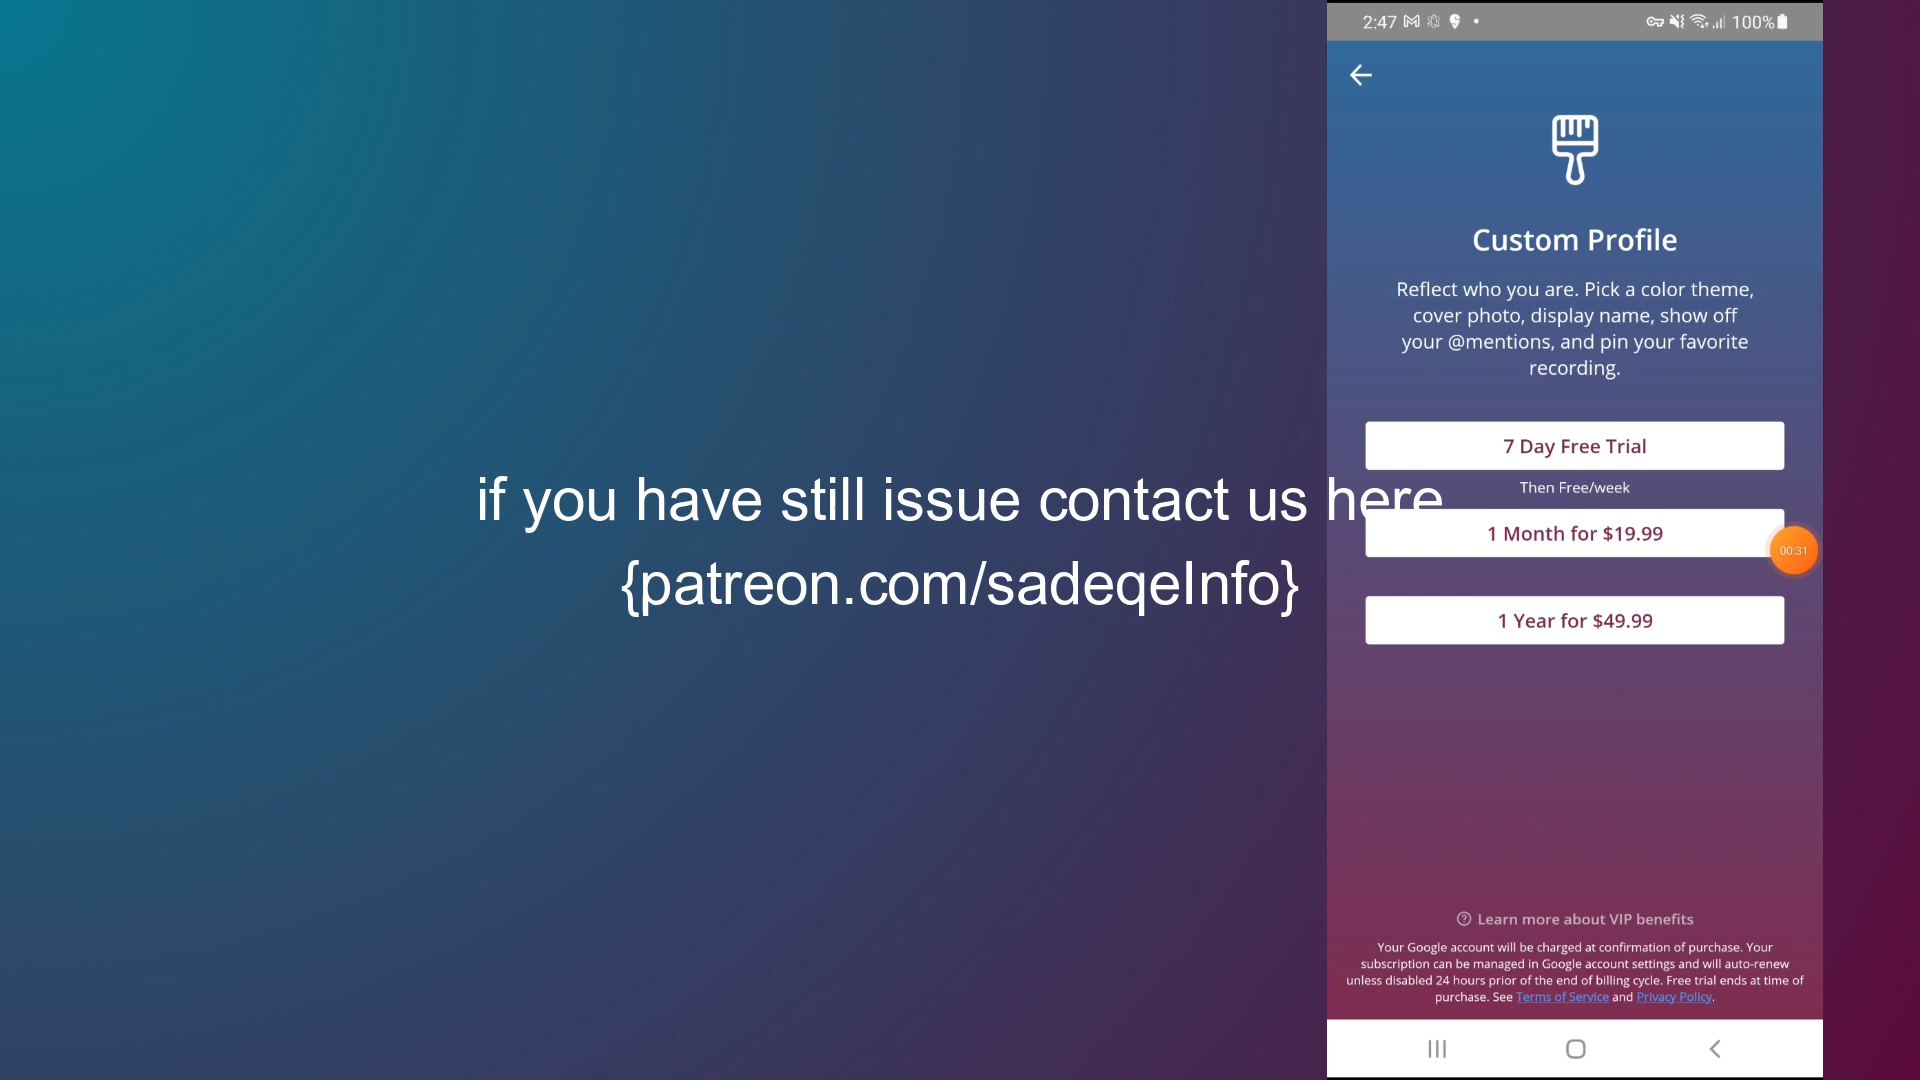 if you have still issue contact us here
{patreon.com/sadeqeInfo}
2:47
100%
Custom Profile
Reflect who you are. Pick a color theme,
cover photo, display name, show off
your @mentions, and pin your favorite
recording.
7 Day Free Trial
Then Free/week
1 Month for $19.99
00:31
1 Year for $49.99
Learn more about VIP benefits
Your Google account will be charged at confirmation of purchase. Your
subscription can be managed in Google account settings and will auto-renew
unless disabled 24 hours prior of the end of billing cycle. Free trial ends at time of
purchase. See Terms of Service and Privacy Policy.